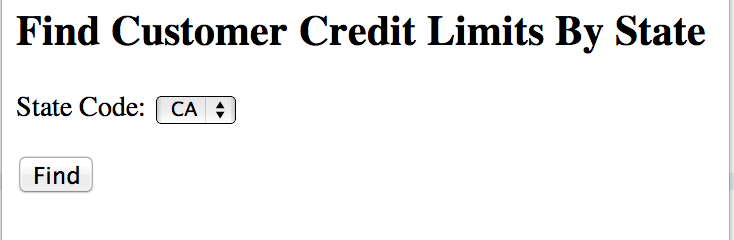 Find Customer Credit Limits By State
State Code: CA
Find